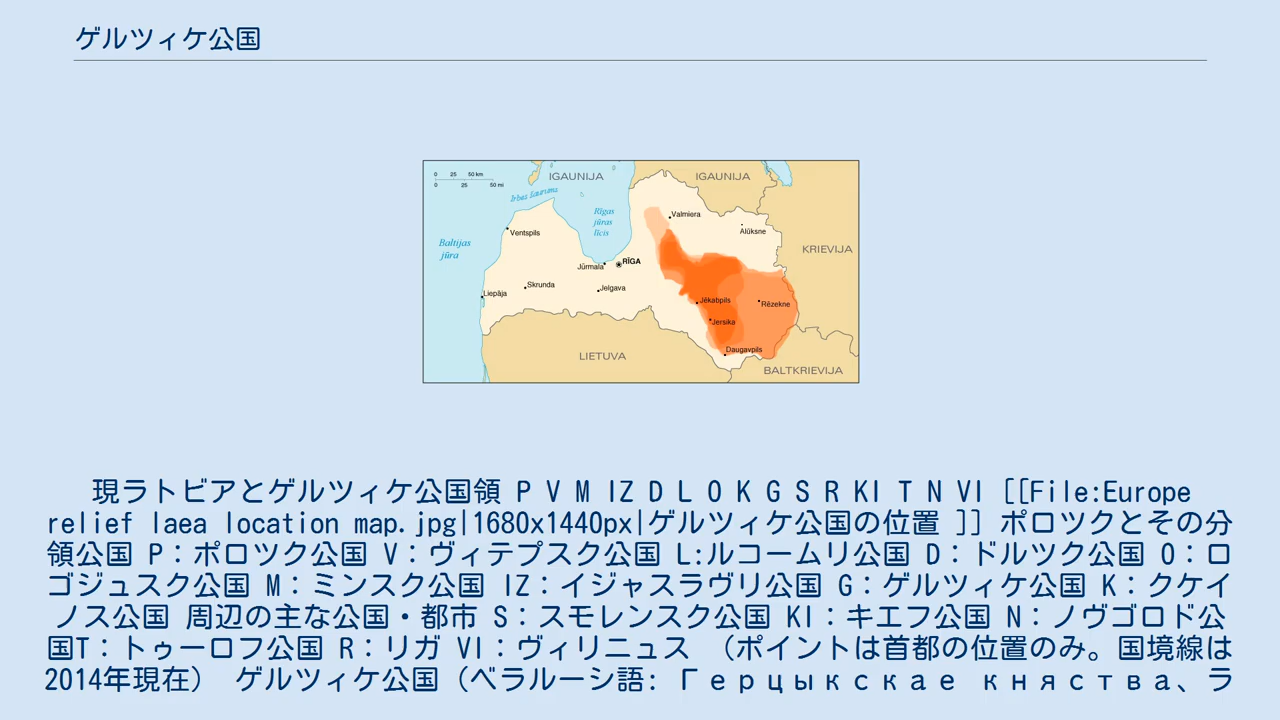 ゲルツィケ公国
0 25 50 km
0 25 50 mi
IGAUNIJA
IGAUNIJA
Irbes šaurums
Rīgas
jūras
līcis
Valmiera
Alūksne
Ventspils
Baltijas
jūra
KRIEVIJA
RĪGA
Jūrmala
Skrunda
Jelgava
Liepāja
Jēkabpils
Rēzekne
Jersika
LIETUVA
Daugavpils
BALTKRIEVIJA
現ラトビアとゲルツィケ公国領 P V M IZ D L O K G S R KI T N VI [[File:Europe
relief laea location map.jpg|1680x1440px|ゲルツィケ公国の位置 ]] ポロツクとその分
領公国 P：ポロツク公国 V：ヴィテプスク公国 L:ルコームリ公国 D：ドルツク公国 O：ロ
ゴジュスク公国 M：ミンスク公国 IZ：イジャスラヴリ公国 G：ゲルツィケ公国 K：クケイ
ノス公国 周辺の主な公国・都市 S：スモレンスク公国 KI：キエフ公国 N：ノヴゴロド公
国T：トゥーロフ公国 R：リガ VI：ヴィリニュス （ポイントは首都の位置のみ。国境線は
2014年現在） ゲルツィケ公国（ベラルーシ語: Герцыкскае княства、ラ